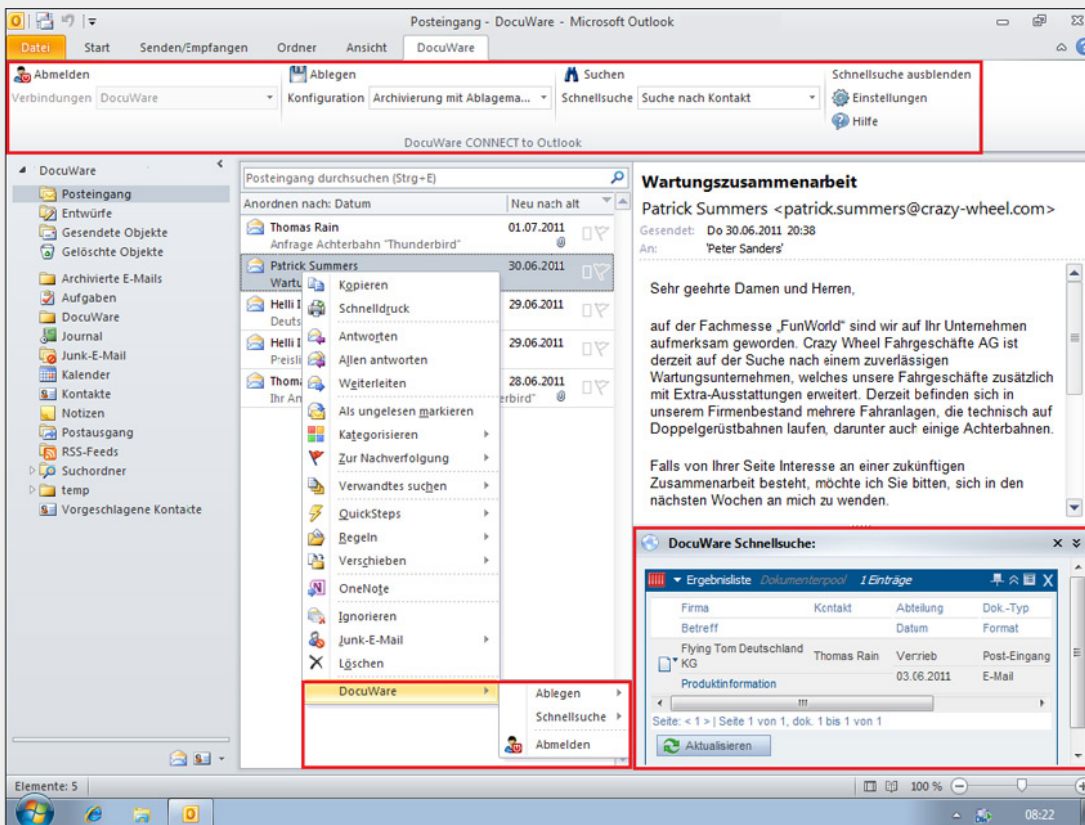 Posteingang - DocuWare - Microsoft Outlook
Datei Start Senden/Empfangen Ordner Ansicht DocuWare
Abmelden Ablegen Suchen Schnellsuche ausblenden
Verbindungen DocuWare Konfiguration Archivierung mit Ablagema... Schnellsuche Suche nach Kontakt Einstellungen
Hilfe
DocuWare CONNECT to Outlook
DocuWare
Posteingang
Entwürfe
Gesendete Objekte
Gelöschte Objekte
Archivierte E-Mails
Aufgaben
DocuWare
Journal
Junk-E-Mail
Kalender
Kontakte
Notizen
Postausgang
RSS-Feeds
Suchordner
temp
Vorgeschlagene Kontakte
Posteingang durchsuchen (Strg+E)
Anordnen nach: Datum Neu nach alt
Thomas Rain 01.07.2011
Anfrage Achterbahn "Thunderbird"
Patrick Summers 30.06.2011
Wartu
Helli I 29.06.2011
Deuts
Helli I 29.06.2011
Preisli
Thoma 28.06.2011
Ihr An erbird"
Kopieren
Schnelldruck
Antworten
Allen antworten
Weiterleiten
Als ungelesen markieren
Kategorisieren
Zur Nachverfolgung
Verwandtes suchen
QuickSteps
Regeln
Verschieben
OneNote
Ignorieren
Junk-E-Mail
Löschen
DocuWare
Ablegen
Schnellsuche
Abmelden
Wartungszusammenarbeit
Patrick Summers <patrick.summers@crazy-wheel.com>
Gesendet: Do 30.06.2011 20:38
An: 'Peter Sanders'
Sehr geehrte Damen und Herren,
auf der Fachmesse „FunWorld“ sind wir auf Ihr Unternehmen
aufmerksam geworden. Crazy Wheel Fahrgeschäfte AG ist
derzeit auf der Suche nach einem zuverlässigen
Wartungsunternehmen, welches unsere Fahrgeschäfte zusätzlich
mit Extra-Ausstattungen erweitert. Derzeit befinden sich in
unserem Firmenbestand mehrere Fahranlagen, die technisch auf
Doppelgerüstbahnen laufen, darunter auch einige Achterbahnen.
Falls von Ihrer Seite Interesse an einer zukünftigen
Zusammenarbeit besteht, möchte ich Sie bitten, sich in den
nächsten Wochen an mich zu wenden.
DocuWare Schnellsuche:
Ergebnisliste Dokumentenpool 1 Einträge
Firma Kontakt Abteilung Dok.-Typ
Betreff Datum Format
Flying Tom Deutschland
KG Thomas Rain Vertrieb Post-Eingang
Produktinformation 03.06.2011 E-Mail
Seite: < 1 > | Seite 1 von 1, dok. 1 bis 1 von 1
Aktualisieren
Elemente: 5 100 %
08:22